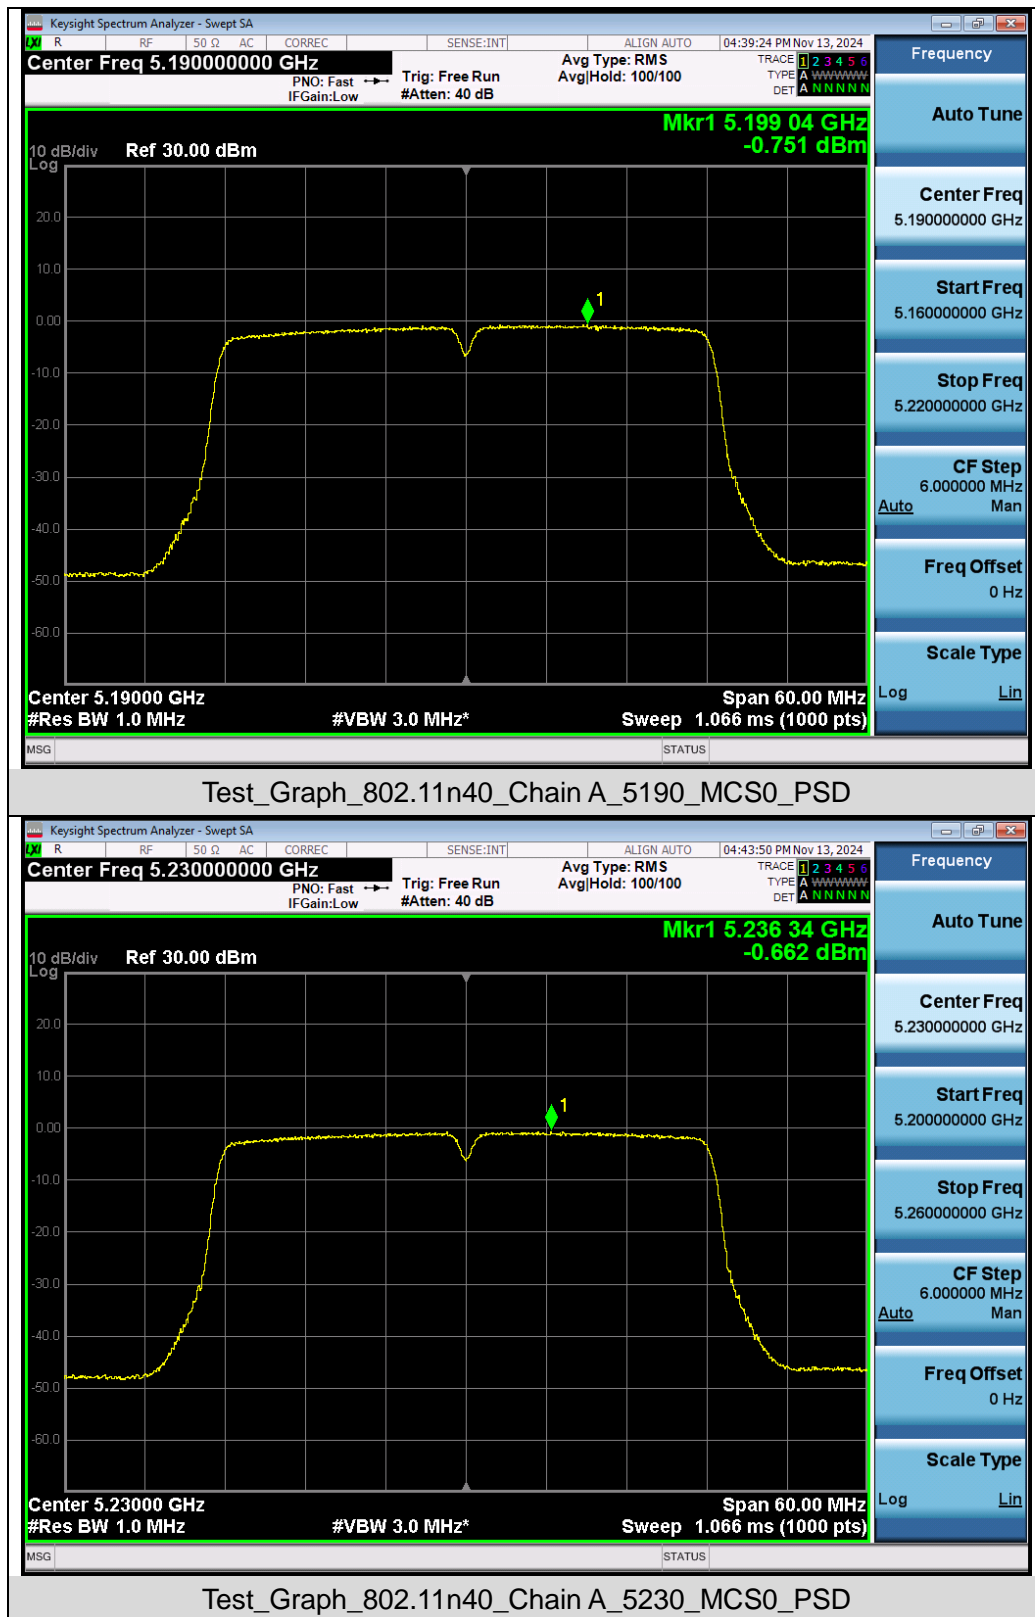 Keysight Spectrum Analyzer - Swept SA
LXI R RF 50 Ω AC CORREC SENSE:INT ALIGN AUTO 04:39:24 PM Nov 13, 2024
Center Freq 5.190000000 GHz
PNO: Fast
IFGain:Low
Trig: Free Run
#Atten: 40 dB
Avg Type: RMS
Avg|Hold: 100/100
TRACE 1 2 3 4 5 6
TYPE A WWWWW
DET A N N N N N
Mkr1 5.199 04 GHz
-0.751 dBm
10 dB/div Ref 30.00 dBm
Log
20.0
10.0
0.00
-10.0
-20.0
-30.0
-40.0
-50.0
-60.0
1
Center 5.19000 GHz Span 60.00 MHz
#Res BW 1.0 MHz #VBW 3.0 MHz* Sweep 1.066 ms (1000 pts)
MSG STATUS
Frequency
Auto Tune
Center Freq
5.190000000 GHz
Start Freq
5.160000000 GHz
Stop Freq
5.220000000 GHz
CF Step
6.000000 MHz
Auto Man
Freq Offset
0 Hz
Scale Type
Log Lin
Test_Graph_802.11n40_Chain A_5190_MCS0_PSD
Keysight Spectrum Analyzer - Swept SA
LXI R RF 50 Ω AC CORREC SENSE:INT ALIGN AUTO 04:43:50 PM Nov 13, 2024
Center Freq 5.230000000 GHz
PNO: Fast
IFGain:Low
Trig: Free Run
#Atten: 40 dB
Avg Type: RMS
Avg|Hold: 100/100
TRACE 1 2 3 4 5 6
TYPE A WWWWW
DET A N N N N N
Mkr1 5.236 34 GHz
-0.662 dBm
10 dB/div Ref 30.00 dBm
Log
20.0
10.0
0.00
-10.0
-20.0
-30.0
-40.0
-50.0
-60.0
1
Center 5.23000 GHz Span 60.00 MHz
#Res BW 1.0 MHz #VBW 3.0 MHz* Sweep 1.066 ms (1000 pts)
MSG STATUS
Frequency
Auto Tune
Center Freq
5.230000000 GHz
Start Freq
5.200000000 GHz
Stop Freq
5.260000000 GHz
CF Step
6.000000 MHz
Auto Man
Freq Offset
0 Hz
Scale Type
Log Lin
Test_Graph_802.11n40_Chain A_5230_MCS0_PSD